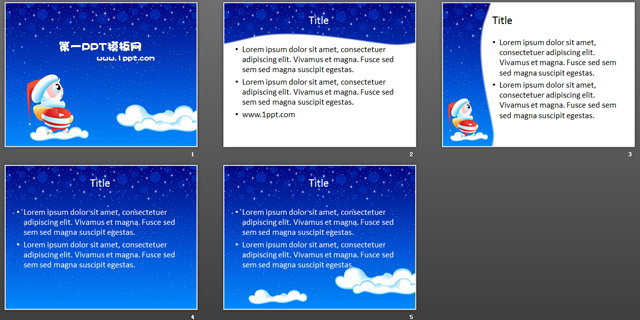 第一PPT模板网
www.1ppt.com
1
Title
• Lorem ipsum dolor sit amet, consectetuer
adipiscing elit. Vivamus et magna. Fusce sed
sem sed magna suscipit egestas.
• Lorem ipsum dolor sit amet, consectetuer
adipiscing elit. Vivamus et magna. Fusce sed
sem sed magna suscipit egestas.
• www.1ppt.com
2
Title
• Lorem ipsum dolor sit amet,
consectetuer adipiscing elit.
Vivamus et magna. Fusce sed
sem sed magna suscipit
egestas.
• Lorem ipsum dolor sit amet,
consectetuer adipiscing elit.
Vivamus et magna. Fusce sed
sem sed magna suscipit
egestas.
3
Title
• Lorem ipsum dolor sit amet, consectetuer
adipiscing elit. Vivamus et magna. Fusce sed
sem sed magna suscipit egestas.
• Lorem ipsum dolor sit amet, consectetuer
adipiscing elit. Vivamus et magna. Fusce sed
sem sed magna suscipit egestas.
4
Title
• Lorem ipsum dolor sit amet, consectetuer
adipiscing elit. Vivamus et magna. Fusce sed
sem sed magna suscipit egestas.
• Lorem ipsum dolor sit amet, consectetuer
adipiscing elit. Vivamus et magna. Fusce sed
sem sed magna suscipit egestas.
5